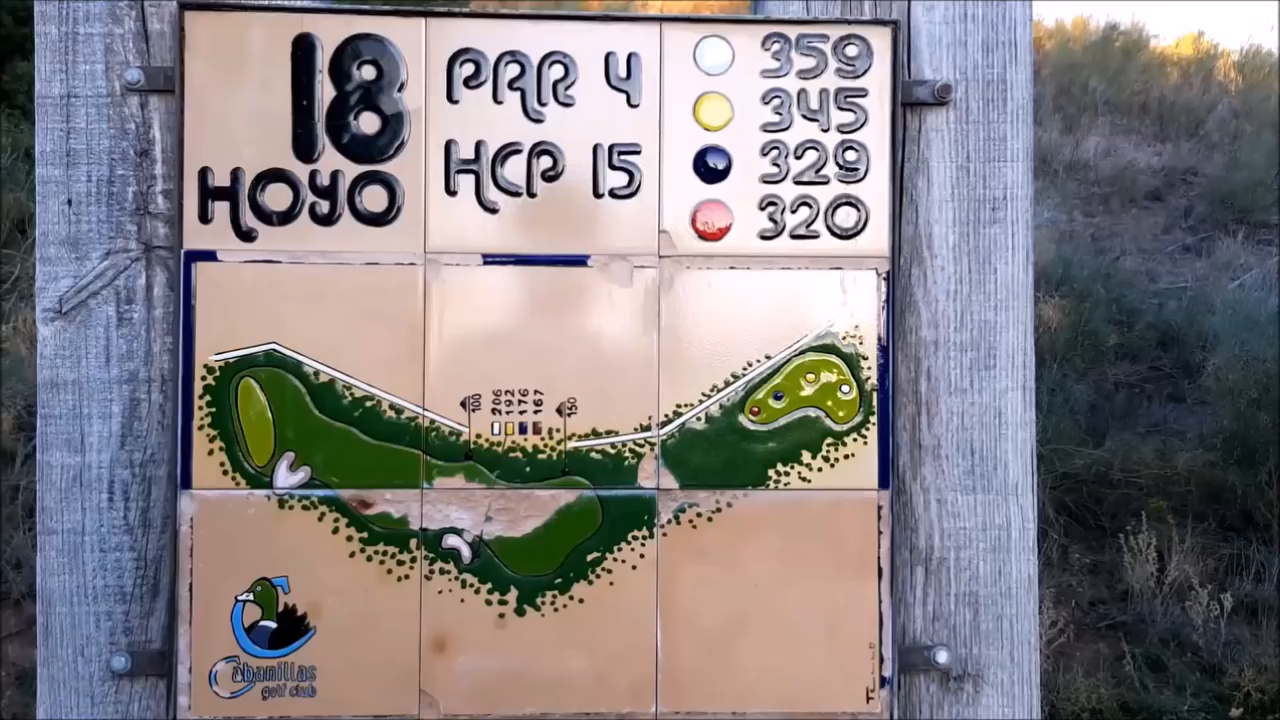 18
HOYO
PAR 4
HCP 15
359
345
329
320
100
206
192
176
167
150
Cabanillas
golf club